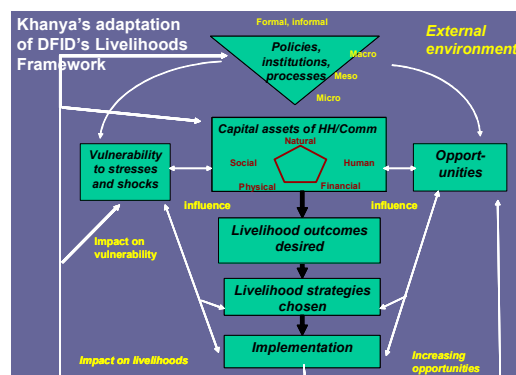 Khanya's adaptation
of DFID's Livelihoods
Framework
Formal, informal
External
environment
Policies,
institutions,
processes
Macro
Meso
Micro
Capital assets of HH/Comm
Natural
Social
Human
Physical
Financial
Vulnerability
to stresses
and shocks
Opport-
unities
influence
influence
Livelihood outcomes
desired
Impact on
vulnerability
Livelihood strategies
chosen
Implementation
Impact on livelihoods
Increasing
opportunities